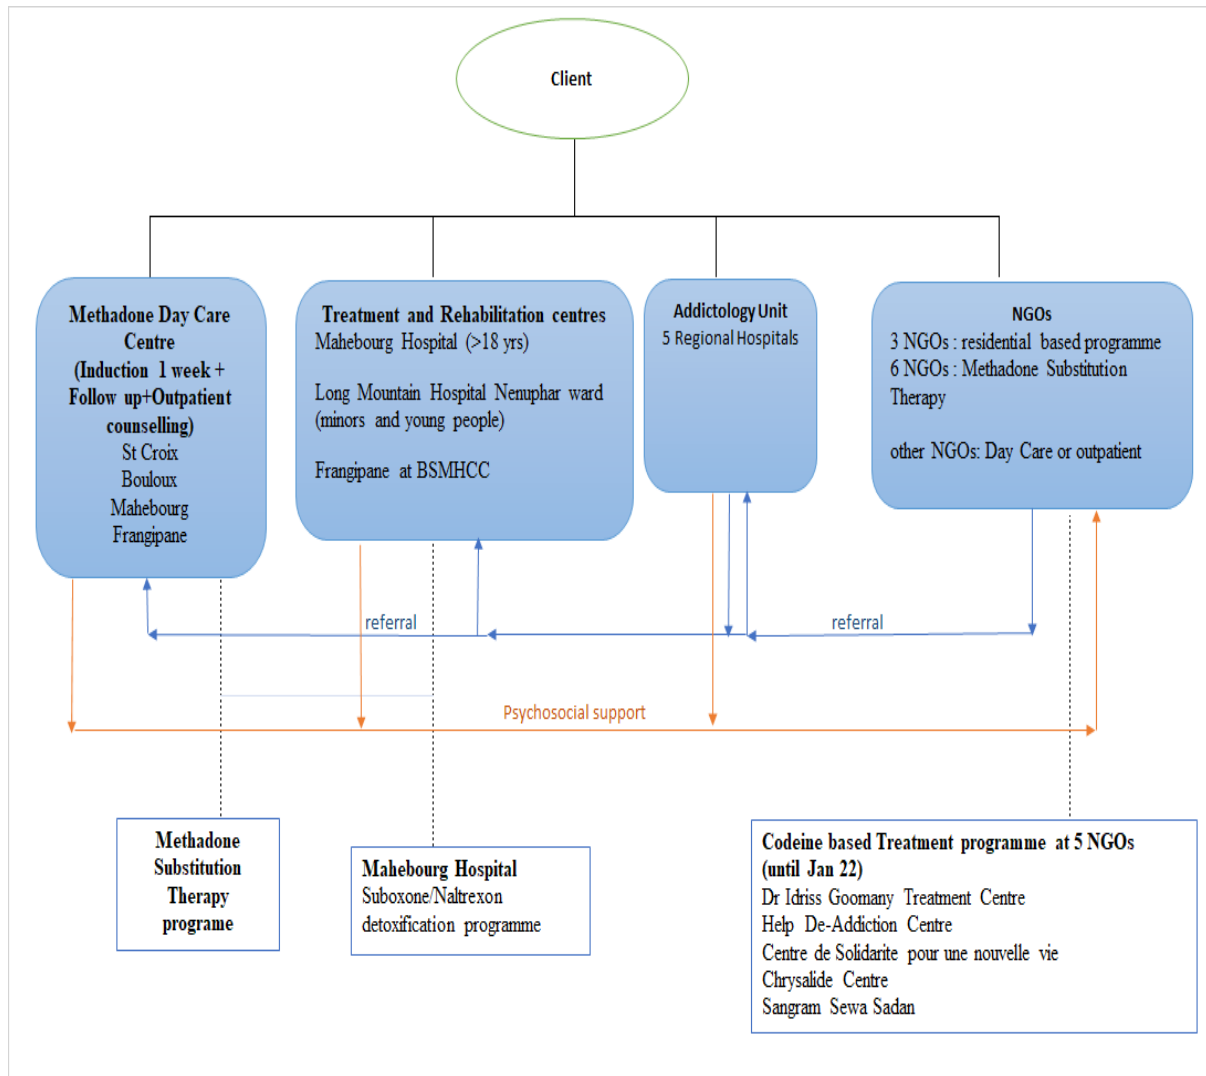 Client
Methadone Day Care
Centre
(Induction 1 week +
Follow up+Outpatient
counselling)
St Croix
Bouloux
Mahebourg
Frangipane
Treatment and Rehabilitation centres
Mahebourg Hospital (>18 yrs)
Long Mountain Hospital Nenuphar ward
(minors and young people)
Frangipane at BSMHCC
Addictology Unit
5 Regional Hospitals
NGOs
3 NGOs : residential based programme
6 NGOs : Methadone Substitution
Therapy
other NGOs: Day Care or outpatient
referral
referral
Psychosocial support
Methadone
Substitution
Therapy
programe
Mahebourg Hospital
Suboxone/Naltrexon
detoxification programme
Codeine based Treatment programme at 5 NGOs
(until Jan 22)
Dr Idriss Goomany Treatment Centre
Help De-Addiction Centre
Centre de Solidarite pour une nouvelle vie
Chrysalide Centre
Sangram Sewa Sadan